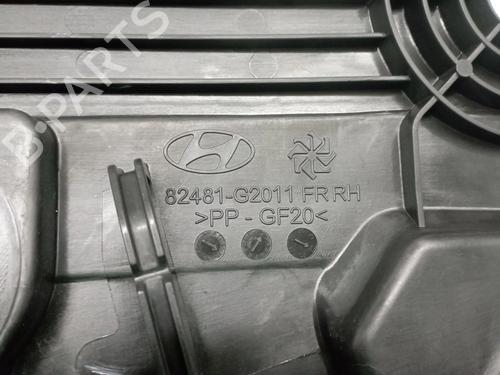 B-PARTS
82481-G2011 FR RH
>PP - GF20<